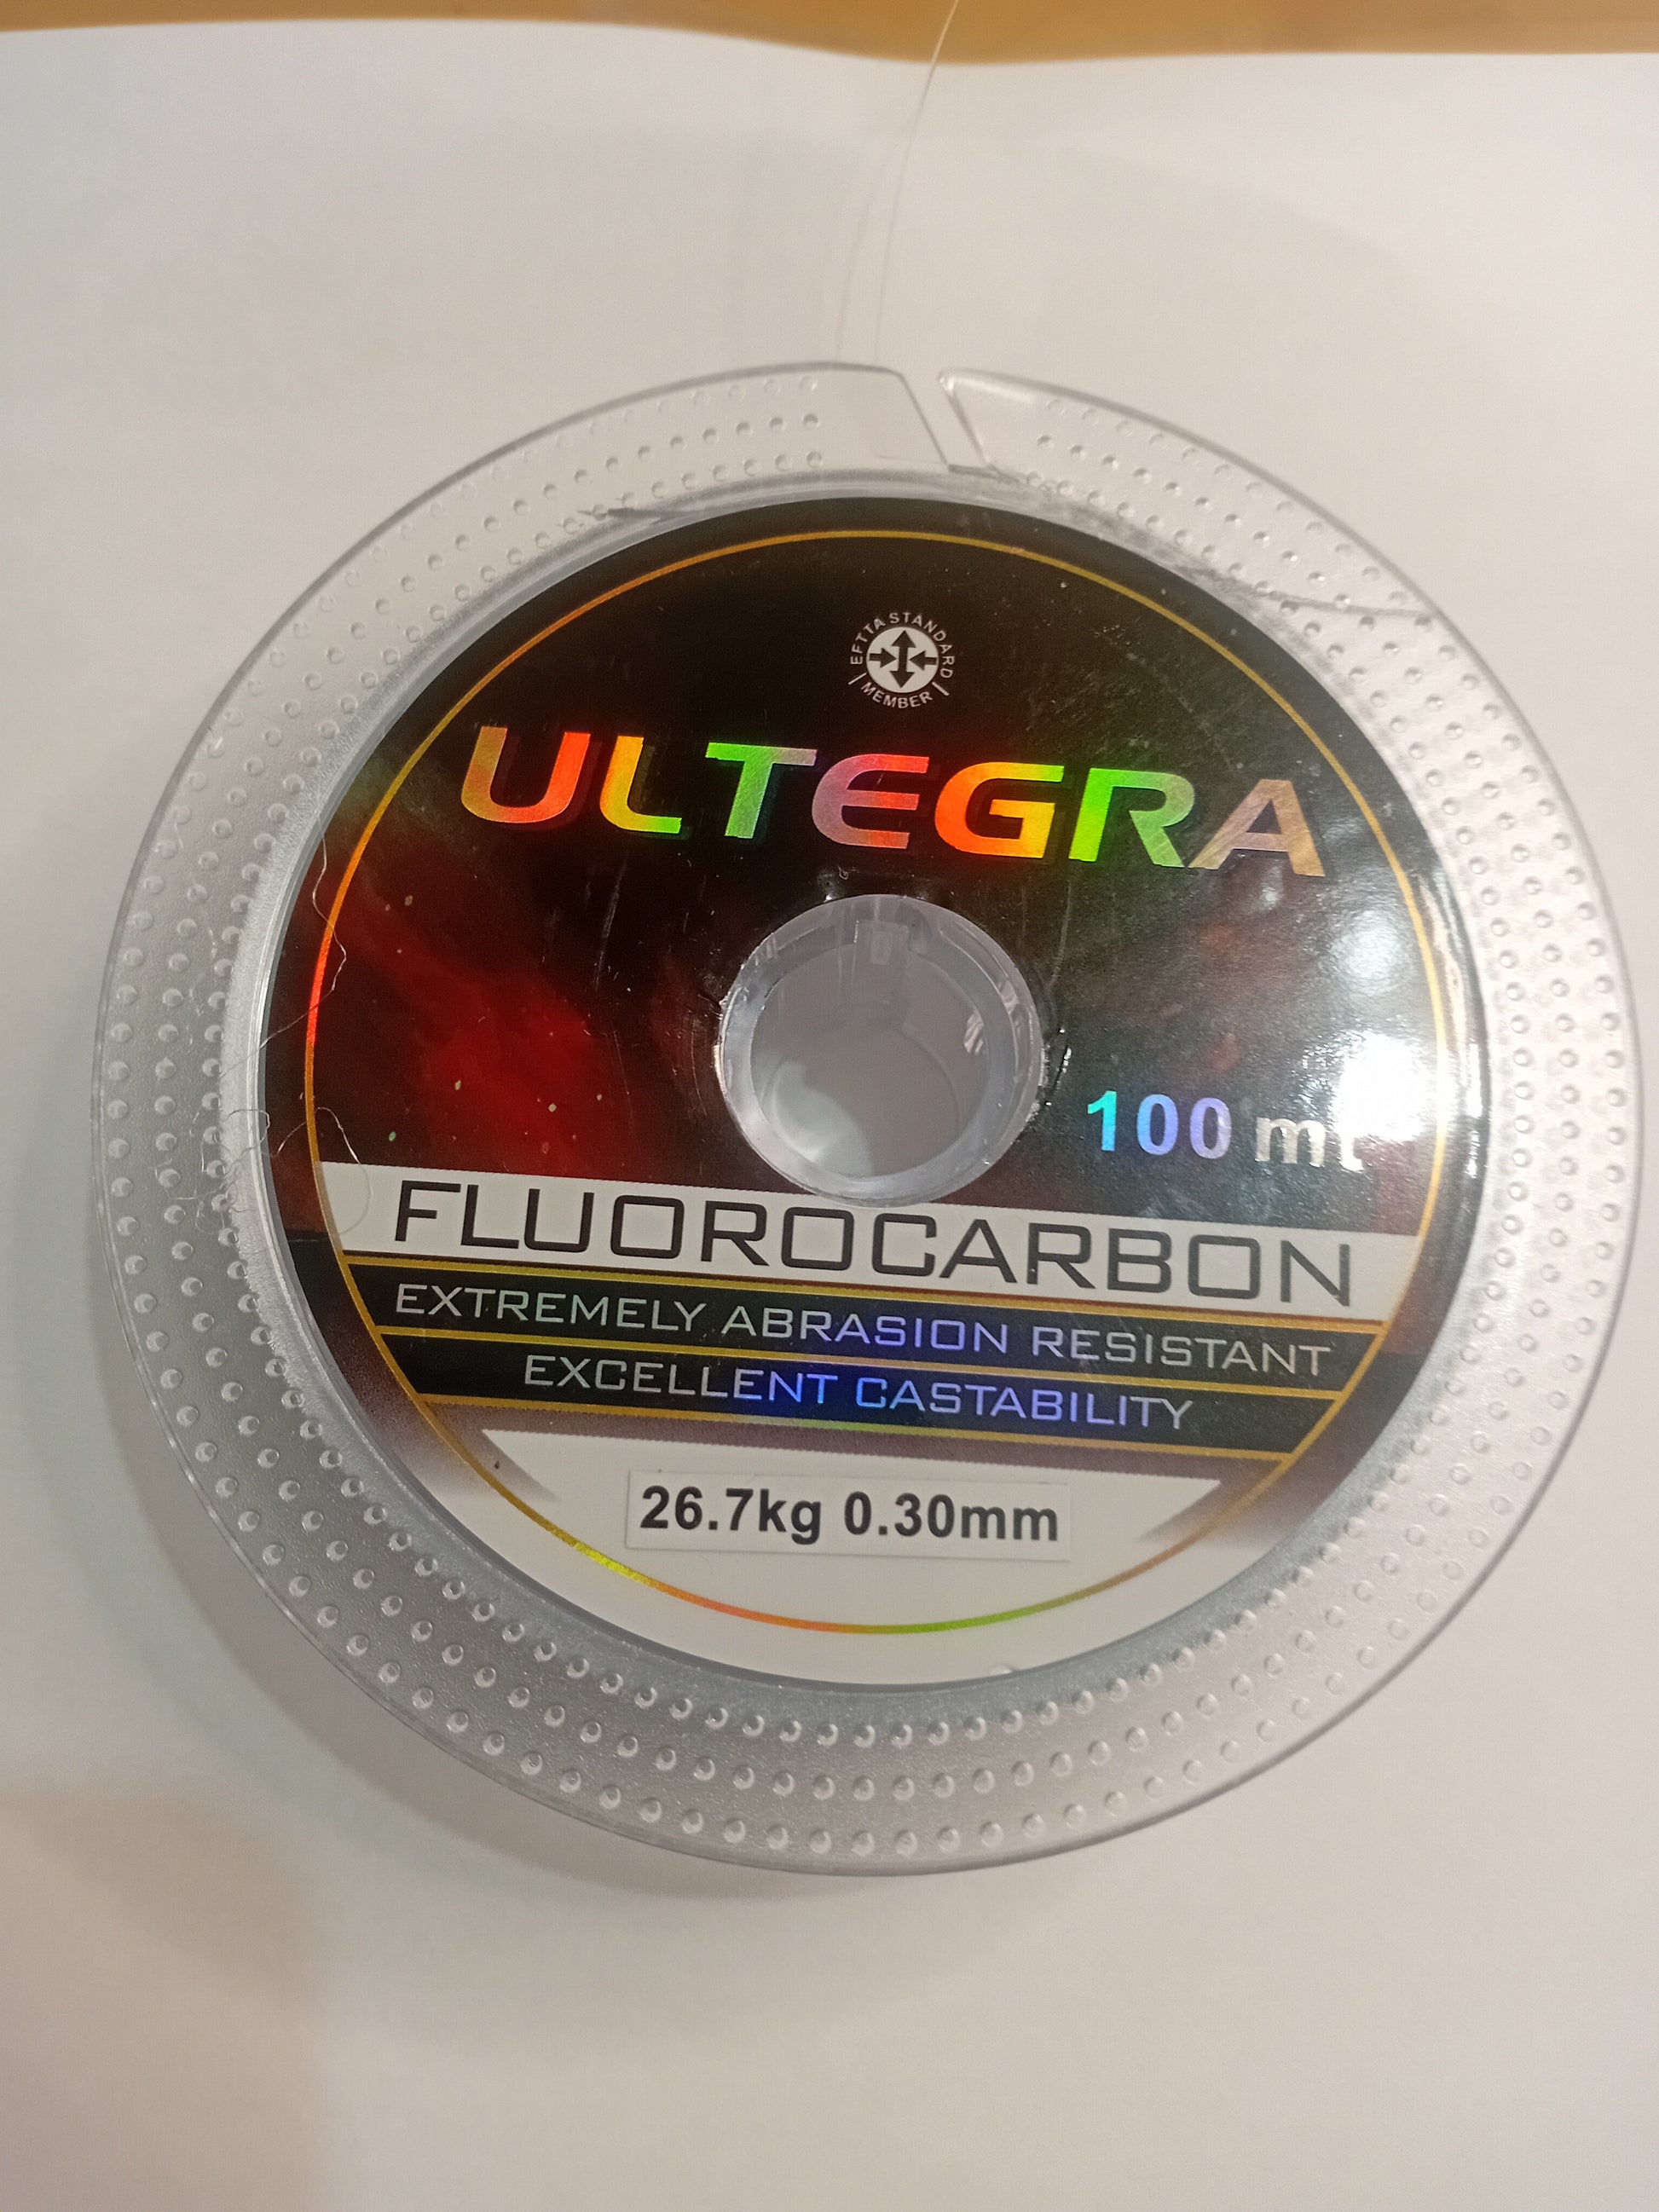 EFTTA STANDARD
MEMBER
ULTEGRA
100 mt
FLUOROCARBON
EXTREMELY ABRASION RESISTANT
EXCELLENT CASTABILITY
26.7kg 0.30mm